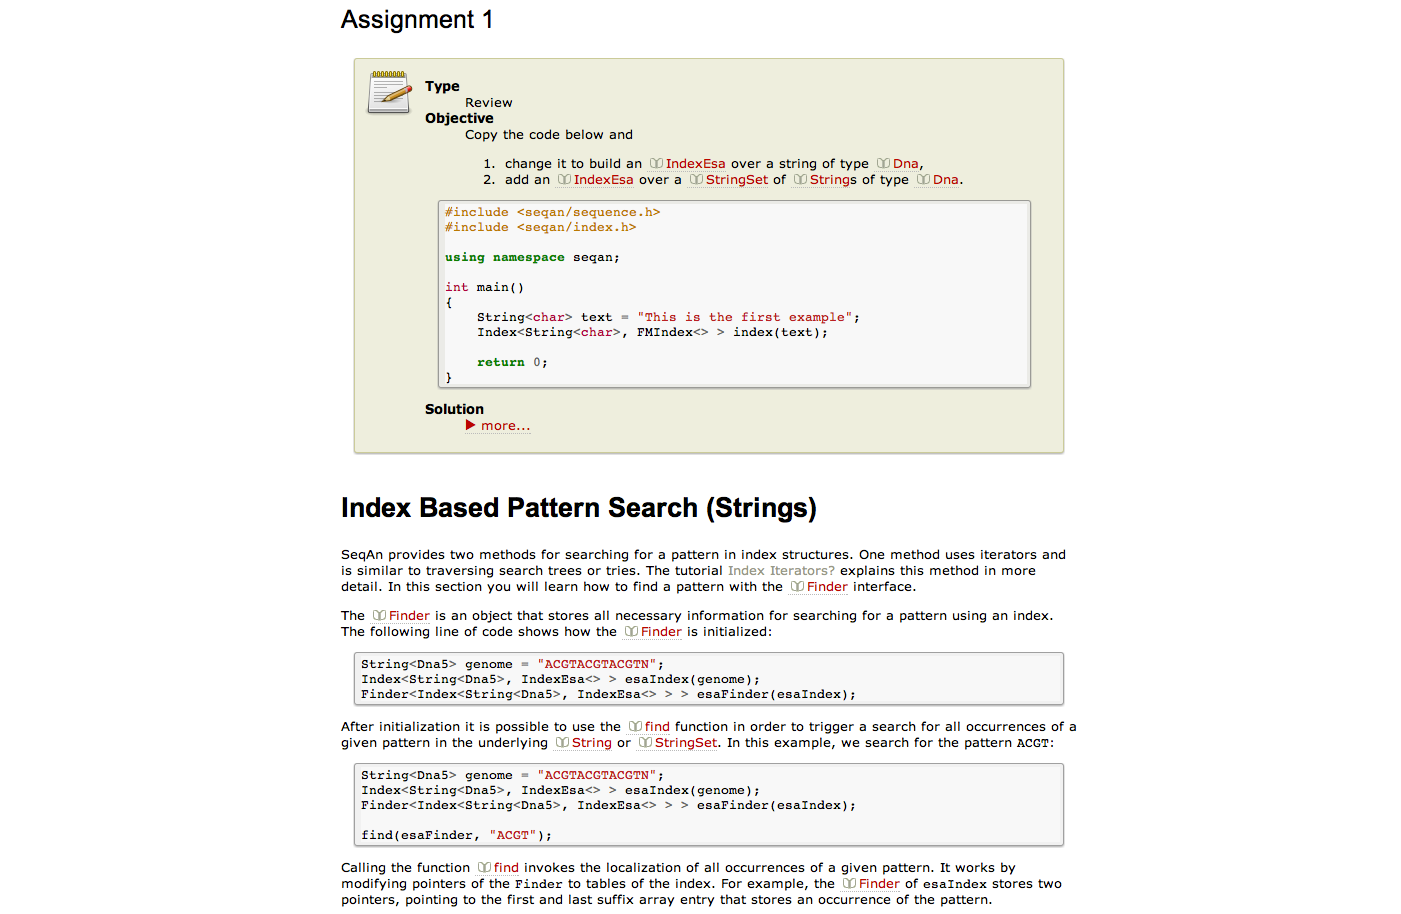 Assignment 1
Type
Review
Objective
Copy the code below and
1. change it to build an IndexEsa over a string of type Dna,
2. add an IndexEsa over a StringSet of Strings of type Dna.
#include <seqan/sequence.h>
#include <seqan/index.h>
using namespace seqan;
int main()
{
String<char> text = "This is the first example";
Index<String<char>, FMIndex<> > index(text);
return 0;
}
Solution
more...
Index Based Pattern Search (Strings)
SeqAn provides two methods for searching for a pattern in index structures. One method uses iterators and
is similar to traversing search trees or tries. The tutorial Index Iterators? explains this method in more
detail. In this section you will learn how to find a pattern with the Finder interface.
The Finder is an object that stores all necessary information for searching for a pattern using an index.
The following line of code shows how the Finder is initialized:
String<Dna5> genome = "ACGTACGTACGTN";
Index<String<Dna5>, IndexEsa<> > esaIndex(genome);
Finder<Index<String<Dna5>, IndexEsa<> > > esaFinder(esaIndex);
After initialization it is possible to use the find function in order to trigger a search for all occurrences of a
given pattern in the underlying String or StringSet. In this example, we search for the pattern ACGT:
String<Dna5> genome = "ACGTACGTACGTN";
Index<String<Dna5>, IndexEsa<> > esaIndex(genome);
Finder<Index<String<Dna5>, IndexEsa<> > > esaFinder(esaIndex);
find(esaFinder, "ACGT");
Calling the function find invokes the localization of all occurrences of a given pattern. It works by
modifying pointers of the Finder to tables of the index. For example, the Finder of esaIndex stores two
pointers, pointing to the first and last suffix array entry that stores an occurrence of the pattern.